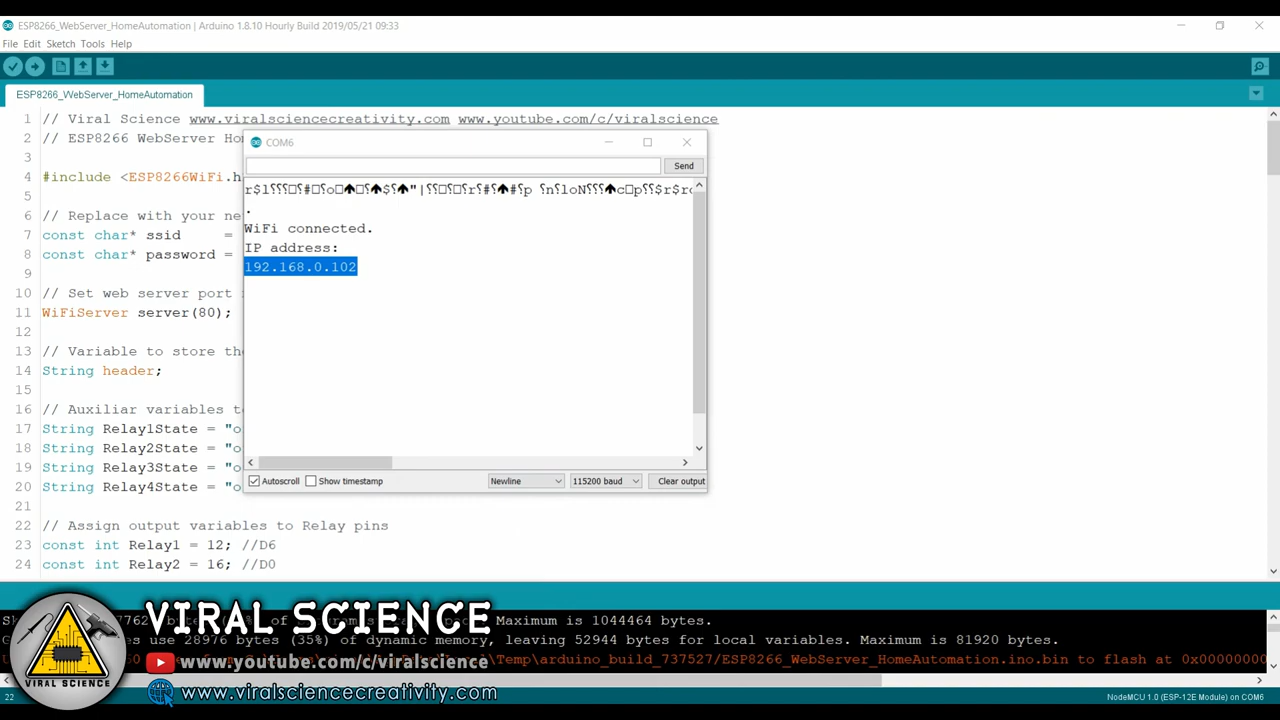 ESP8266_WebServer_HomeAutomation | Arduino 1.8.10 Hourly Build 2019/05/21 09:33
File Edit Sketch Tools Help
ESP8266_WebServer_HomeAutomation
1 // Viral Science www.viralsciencecreativity.com www.youtube.com/c/viralscience
2 // ESP8266 WebServer Ho
3
4 #include <ESP8266WiFi.h
5
6 // Replace with your ne
7 const char* ssid =
8 const char* password =
9
10 // Set web server port
11 WiFiServer server(80);
12
13 // Variable to store th
14 String header;
15
16 // Auxiliar variables t
17 String Relay1State = "o
18 String Relay2State = "o
19 String Relay3State = "o
20 String Relay4State = "o
21
22 // Assign output variables to Relay pins
23 const int Relay1 = 12; //D6
24 const int Relay2 = 16; //D0
COM6
Send
.
WiFi connected.
IP address:
192.168.0.102
Autoscroll Show timestamp Newline 115200 baud Clear output
Maximum is 1044464 bytes.
use 28976 bytes (35%) of dynamic memory, leaving 52944 bytes for local variables. Maximum is 81920 bytes.
\Temp\arduino_build_737527/ESP8266_WebServer_HomeAutomation.ino.bin to flash at 0x00000000
VIRAL SCIENCE
www.youtube.com/c/viralscience
www.viralsciencecreativity.com
VIRAL SCIENCE
22
NodeMCU 1.0 (ESP-12E Module) on COM6